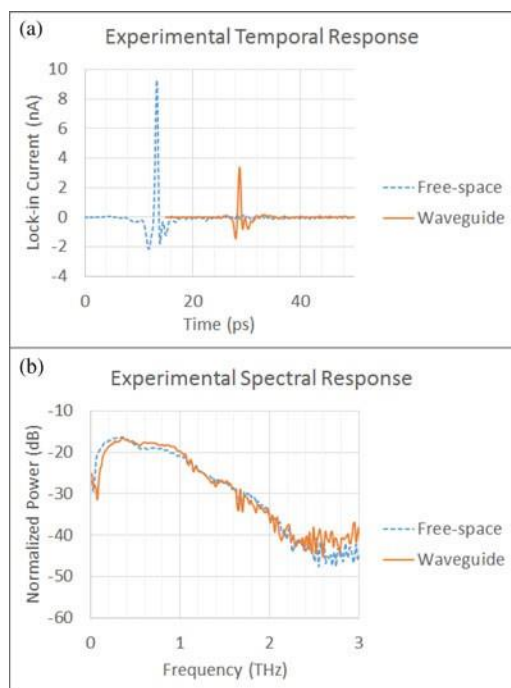 (a)
Experimental Temporal Response
Lock-in Current (nA)
10
8
6
4
2
0
-2
-4
0
20
40
Time (ps)
Free-space
Waveguide
(b)
Experimental Spectral Response
Normalized Power (dB)
-10
-20
-30
-40
-50
-60
0
1
2
3
Frequency (THz)
Free-space
Waveguide